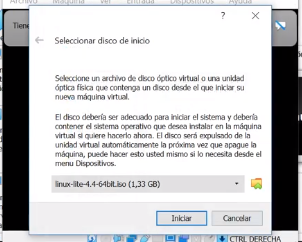 Archivo Máquina Ver Entrada Dispositivos Ayuda
Tiene
? ×
← Seleccionar disco de inicio
Seleccione un archivo de disco óptico virtual o una unidad
óptica física que contenga un disco desde el que iniciar su
nueva máquina virtual.
El disco debería ser adecuado para iniciar el sistema y debería
contener el sistema operativo que desea instalar en la máquina
virtual si quiere hacerlo ahora. El disco será expulsado de la
unidad virtual automáticamente la próxima vez que apague la
máquina, puede hacer esto usted mismo si lo necesita desde el
menu Dispositivos.
linux-lite-4.4-64bit.iso (1,33 GB)
Iniciar Cancelar
CTRL DERECHA